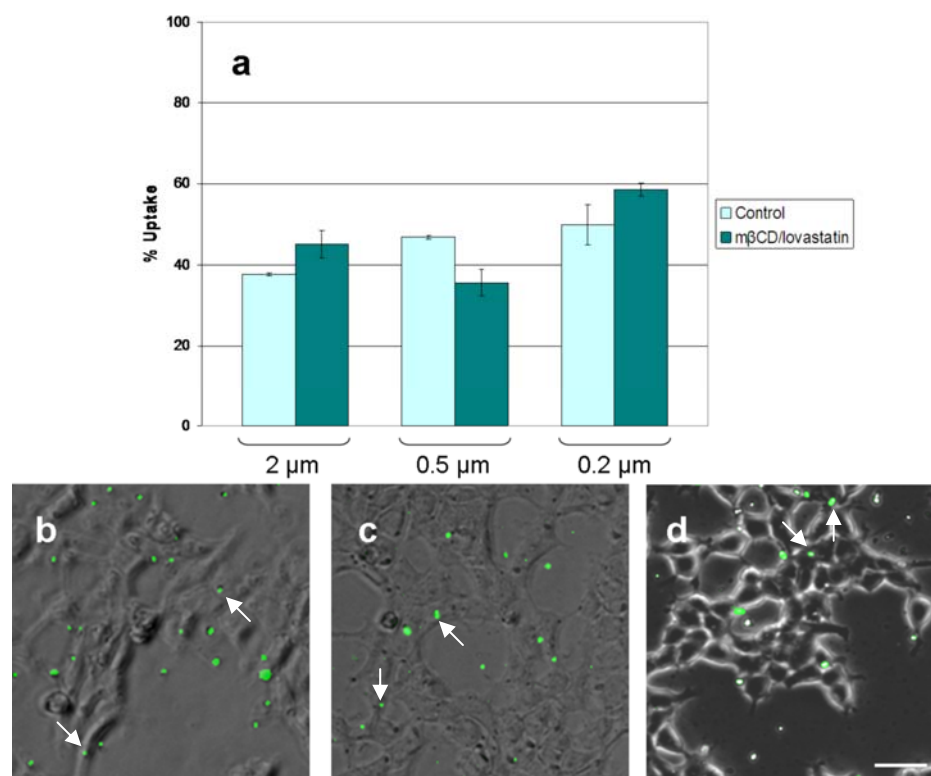 100
a
80
60
% Uptake
Control
mβCD/lovastatin
40
20
0
2 µm
0.5 µm
0.2 µm
b
c
d